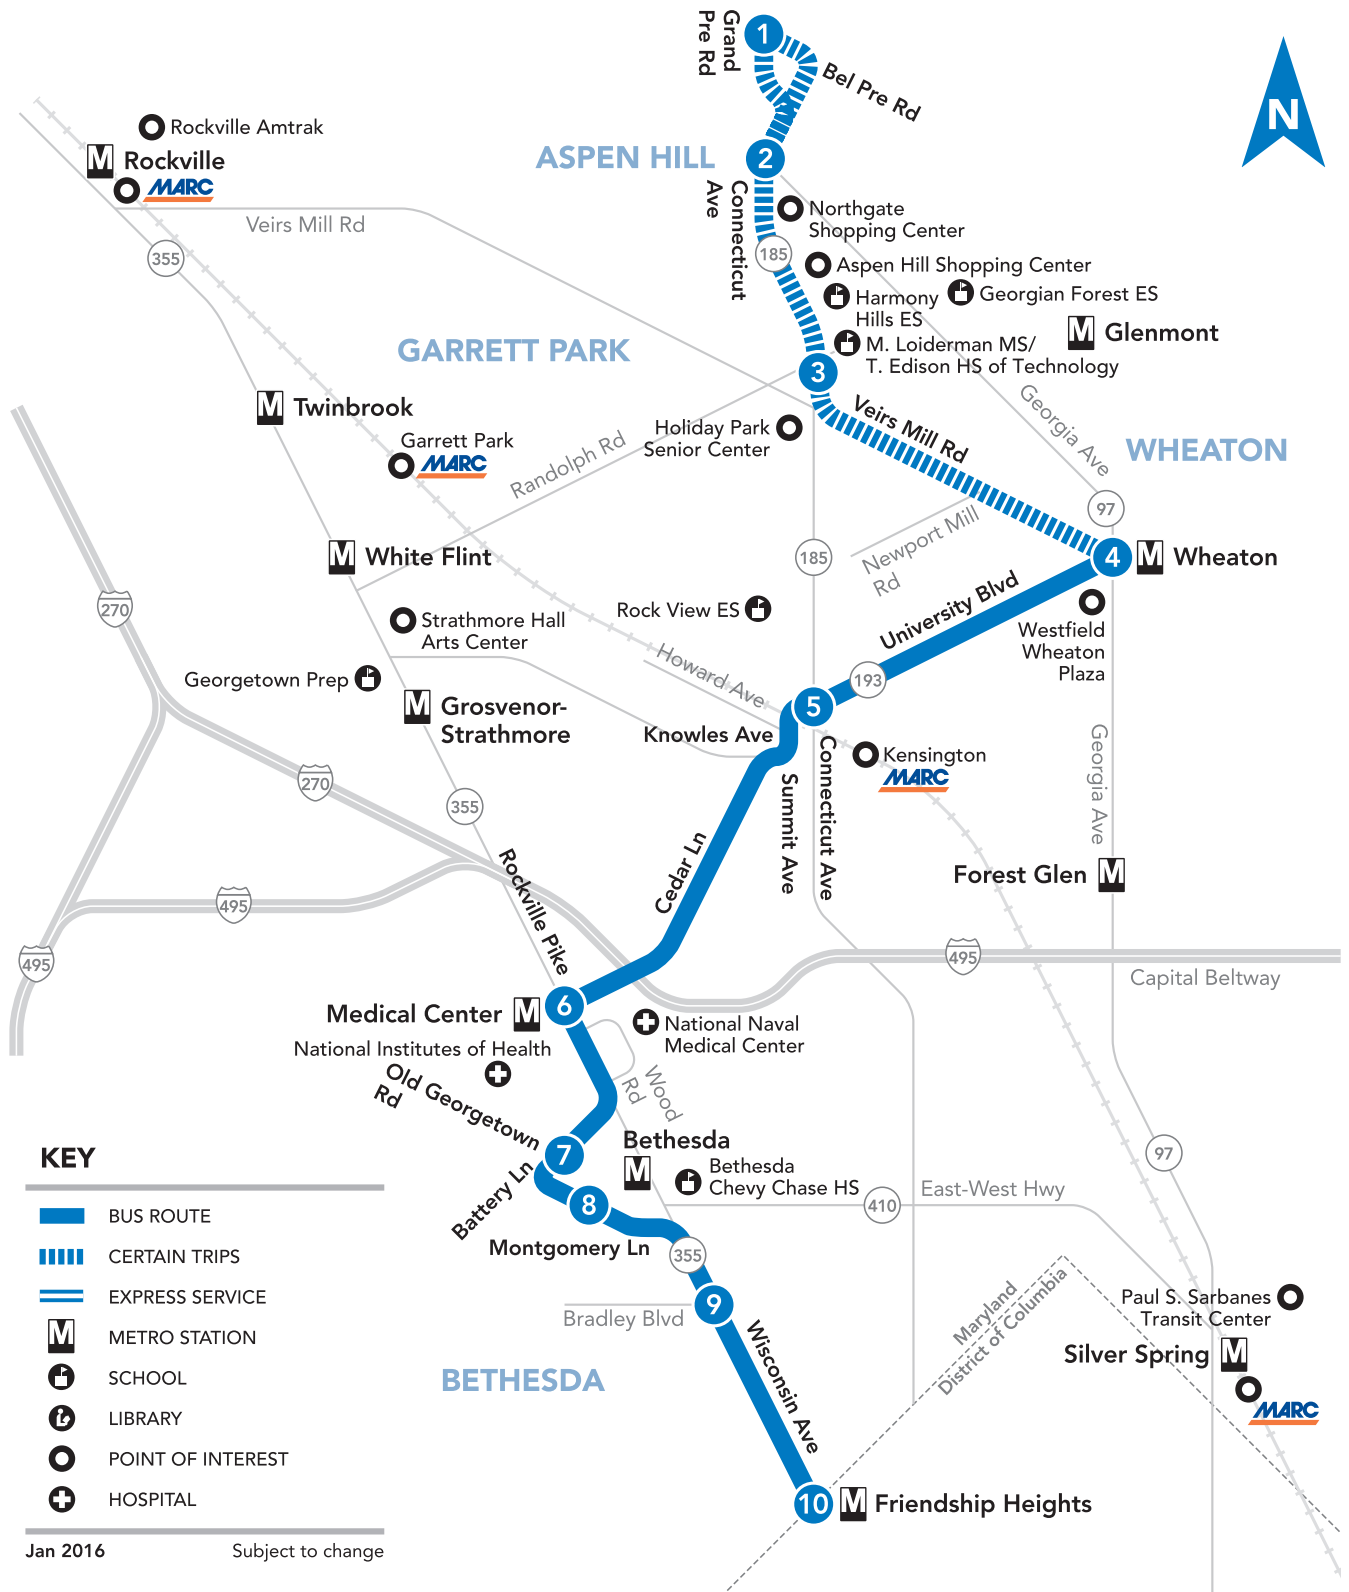 1
Grand
Pre Rd
Bel Pre Rd
N
Rockville Amtrak
M Rockville
MARC
ASPEN HILL
2
Connecticut
Ave
Veirs Mill Rd
Northgate
Shopping Center
355
185
Aspen Hill Shopping Center
Harmony
Hills ES
Georgian Forest ES
M Glenmont
GARRETT PARK
M. Loiderman MS/
T. Edison HS of Technology
3
M Twinbrook
Garrett Park
MARC
Holiday Park
Senior Center
Veirs Mill Rd
Georgia Ave
WHEATON
Randolph Rd
97
Newport Mill
Rd
M White Flint
185
4
M Wheaton
270
Strathmore Hall
Arts Center
Rock View ES
University Blvd
Westfield
Wheaton
Plaza
Georgetown Prep
Howard Ave
193
M Grosvenor-
Strathmore
5
Knowles Ave
Kensington
MARC
Summit Ave
Connecticut Ave
Georgia Ave
270
355
Rockville Pike
Cedar Ln
Forest Glen M
495
495
495
Capital Beltway
Medical Center M
6
National Naval
Medical Center
National Institutes of Health
Old Georgetown
Rd
Wood
Rd
7
Bethesda
M
Bethesda
Chevy Chase HS
410
East-West Hwy
97
Battery Ln
8
Montgomery Ln
355
9
Bradley Blvd
Wisconsin Ave
BETHESDA
Maryland
District of Columbia
Paul S. Sarbanes
Transit Center
Silver Spring M
MARC
10
M Friendship Heights
KEY
BUS ROUTE
CERTAIN TRIPS
EXPRESS SERVICE
M METRO STATION
SCHOOL
LIBRARY
POINT OF INTEREST
HOSPITAL
Jan 2016 Subject to change